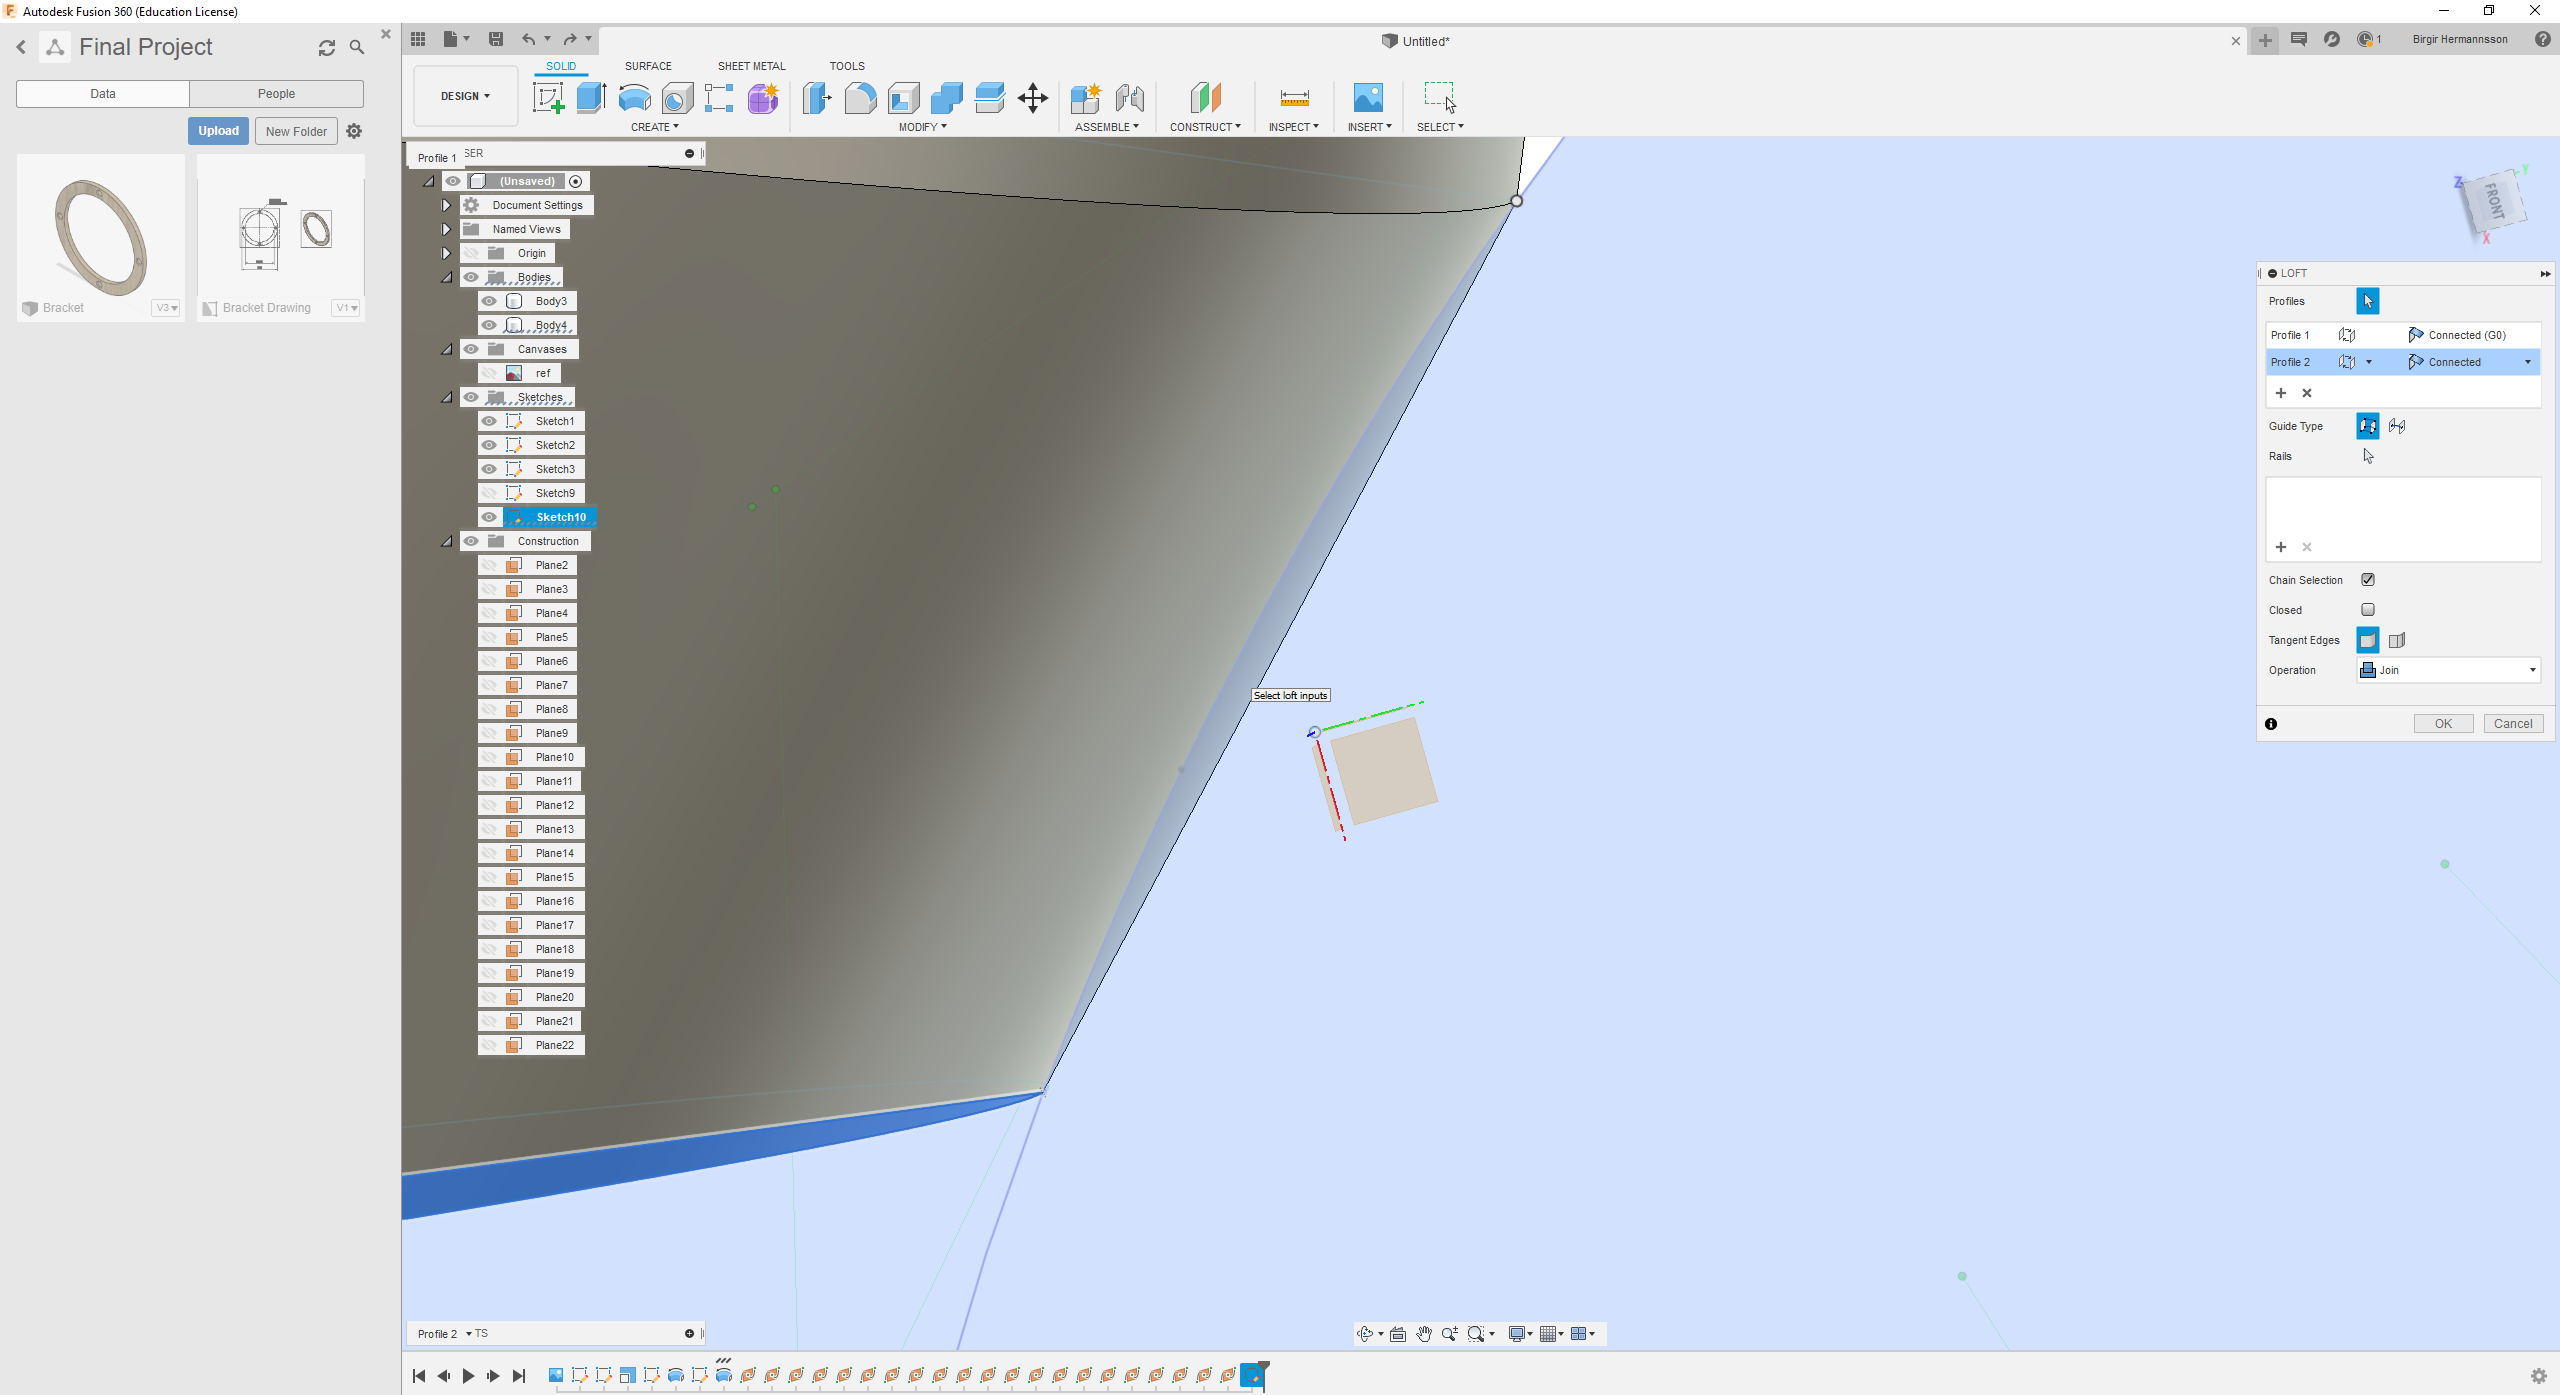 Autodesk Fusion 360 (Education License)
Final Project
Data
People
Upload
New Folder
Bracket
V3
Bracket Drawing
V1
Untitled*
1
Birgir Hermannsson
DESIGN
SOLID
SURFACE
SHEET METAL
TOOLS
CREATE
MODIFY
ASSEMBLE
CONSTRUCT
INSPECT
INSERT
SELECT
Profile 1
SER
(Unsaved)
Document Settings
Named Views
Origin
Bodies
Body3
Body4
Canvases
ref
Sketches
Sketch1
Sketch2
Sketch3
Sketch9
Sketch10
Construction
Plane2
Plane3
Plane4
Plane5
Plane6
Plane7
Plane8
Plane9
Plane10
Plane11
Plane12
Plane13
Plane14
Plane15
Plane16
Plane17
Plane18
Plane19
Plane20
Plane21
Plane22
Select loft inputs
Z
Y
FRONT
X
LOFT
Profiles
Profile 1
Connected (G0)
Profile 2
Connected
Guide Type
Rails
Chain Selection
Closed
Tangent Edges
Operation
Join
OK
Cancel
Profile 2
TS